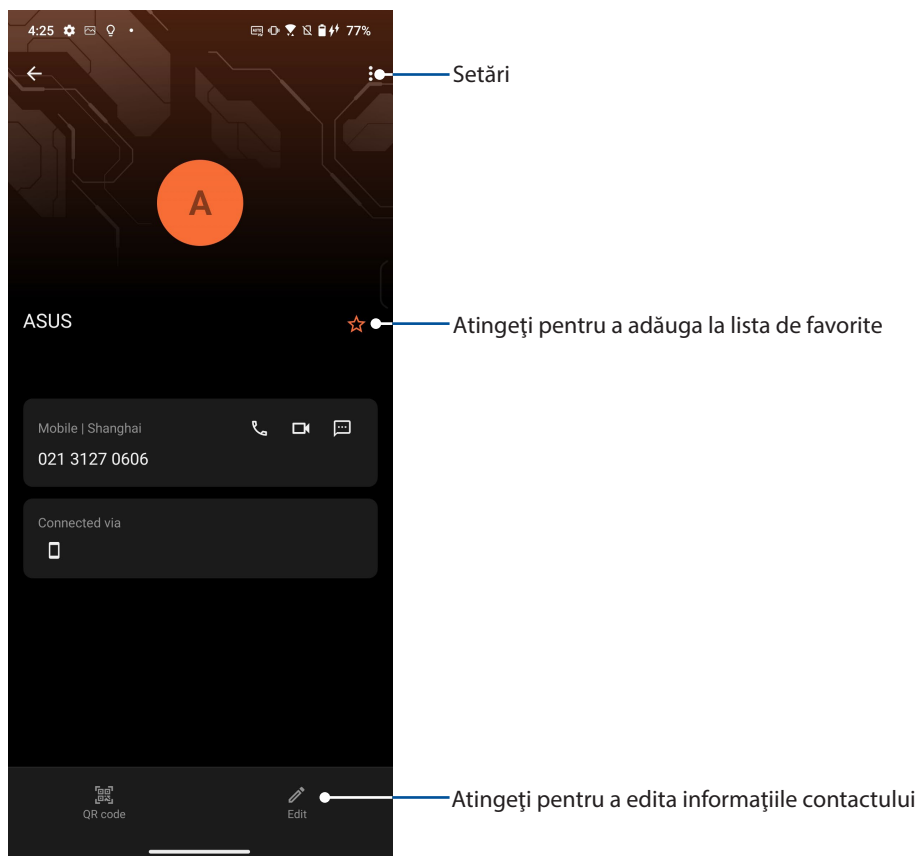 4:25 77%
Setări
A
ASUS
Atingeţi pentru a adăuga la lista de favorite
Mobile | Shanghai
021 3127 0606
Connected via
QR code
Edit
Atingeţi pentru a edita informaţiile contactului